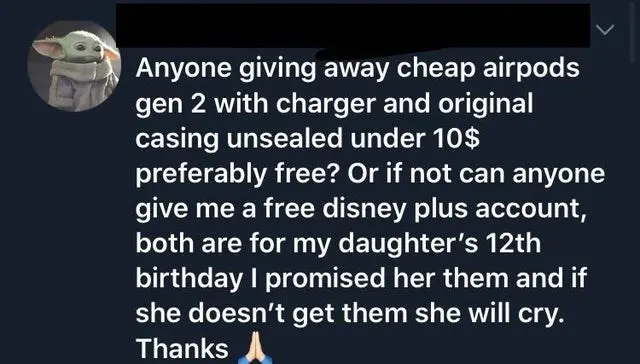 Anyone giving away cheap airpods
gen 2 with charger and original
casing unsealed under 10$
preferably free? Or if not can anyone
give me a free disney plus account,
both are for my daughter’s 12th
birthday I promised her them and if
she doesn’t get them she will cry.
Thanks 🙏🏻